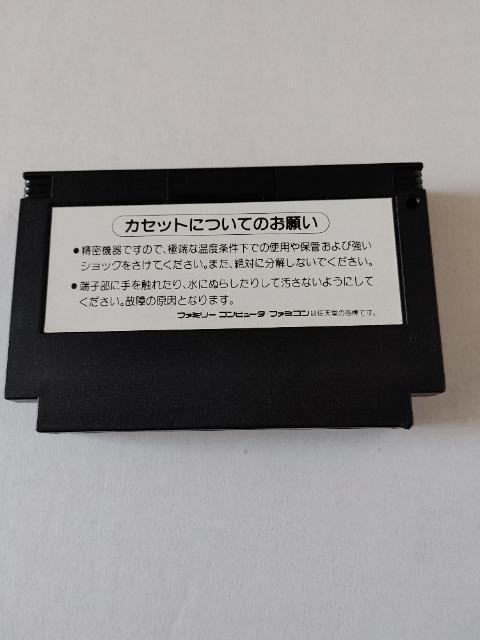 カセットについてのお願い
●精密機器ですので、極端な温度条件下での使用や保管および強い
ショックをさけてください。また、絶対に分解しないでください。
●端子部に手を触れたり、水にぬらしたりして汚さないようにして
ください。故障の原因となります。
ファミリーコンピュータ・ファミコンは任天堂の商標です。